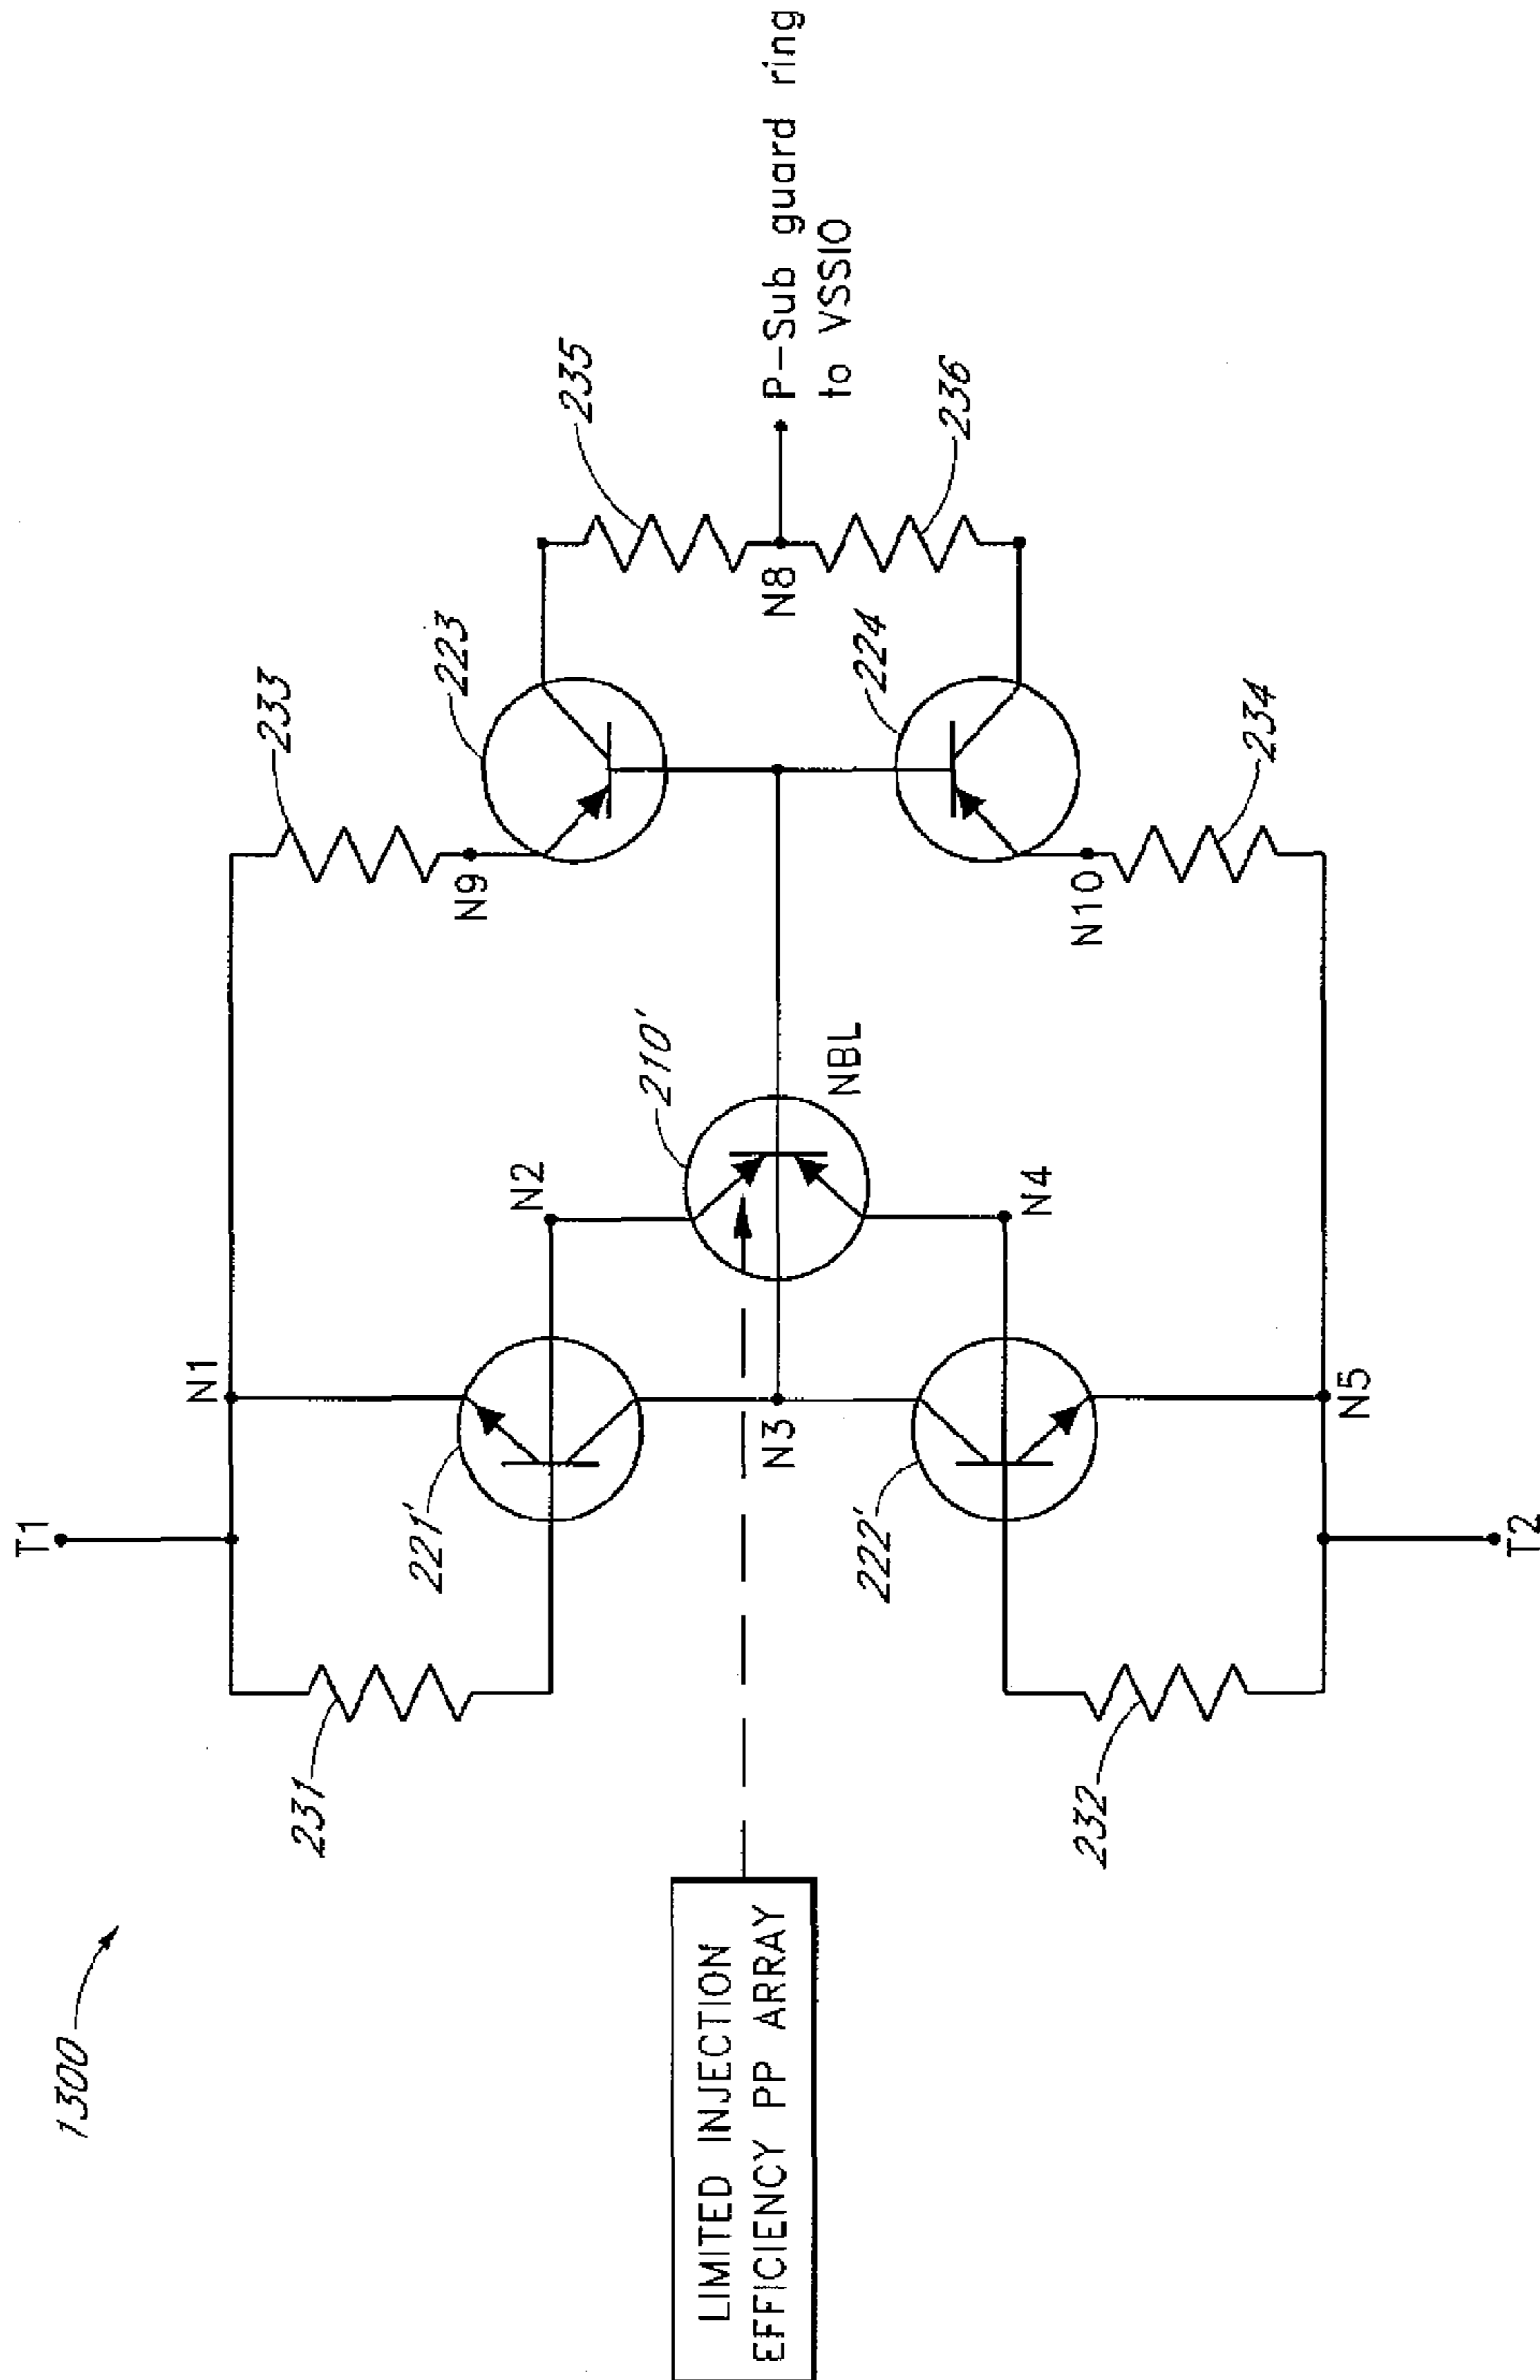 1300
T1
N1
231
221'
N2
233
N9
223
235
210'
NBL
N3
N8
P-Sub guard ring
to VSSIO
LIMITED INJECTION
EFFICIENCY PP ARRAY
222'
N4
224
236
N10
234
232
N5
T2